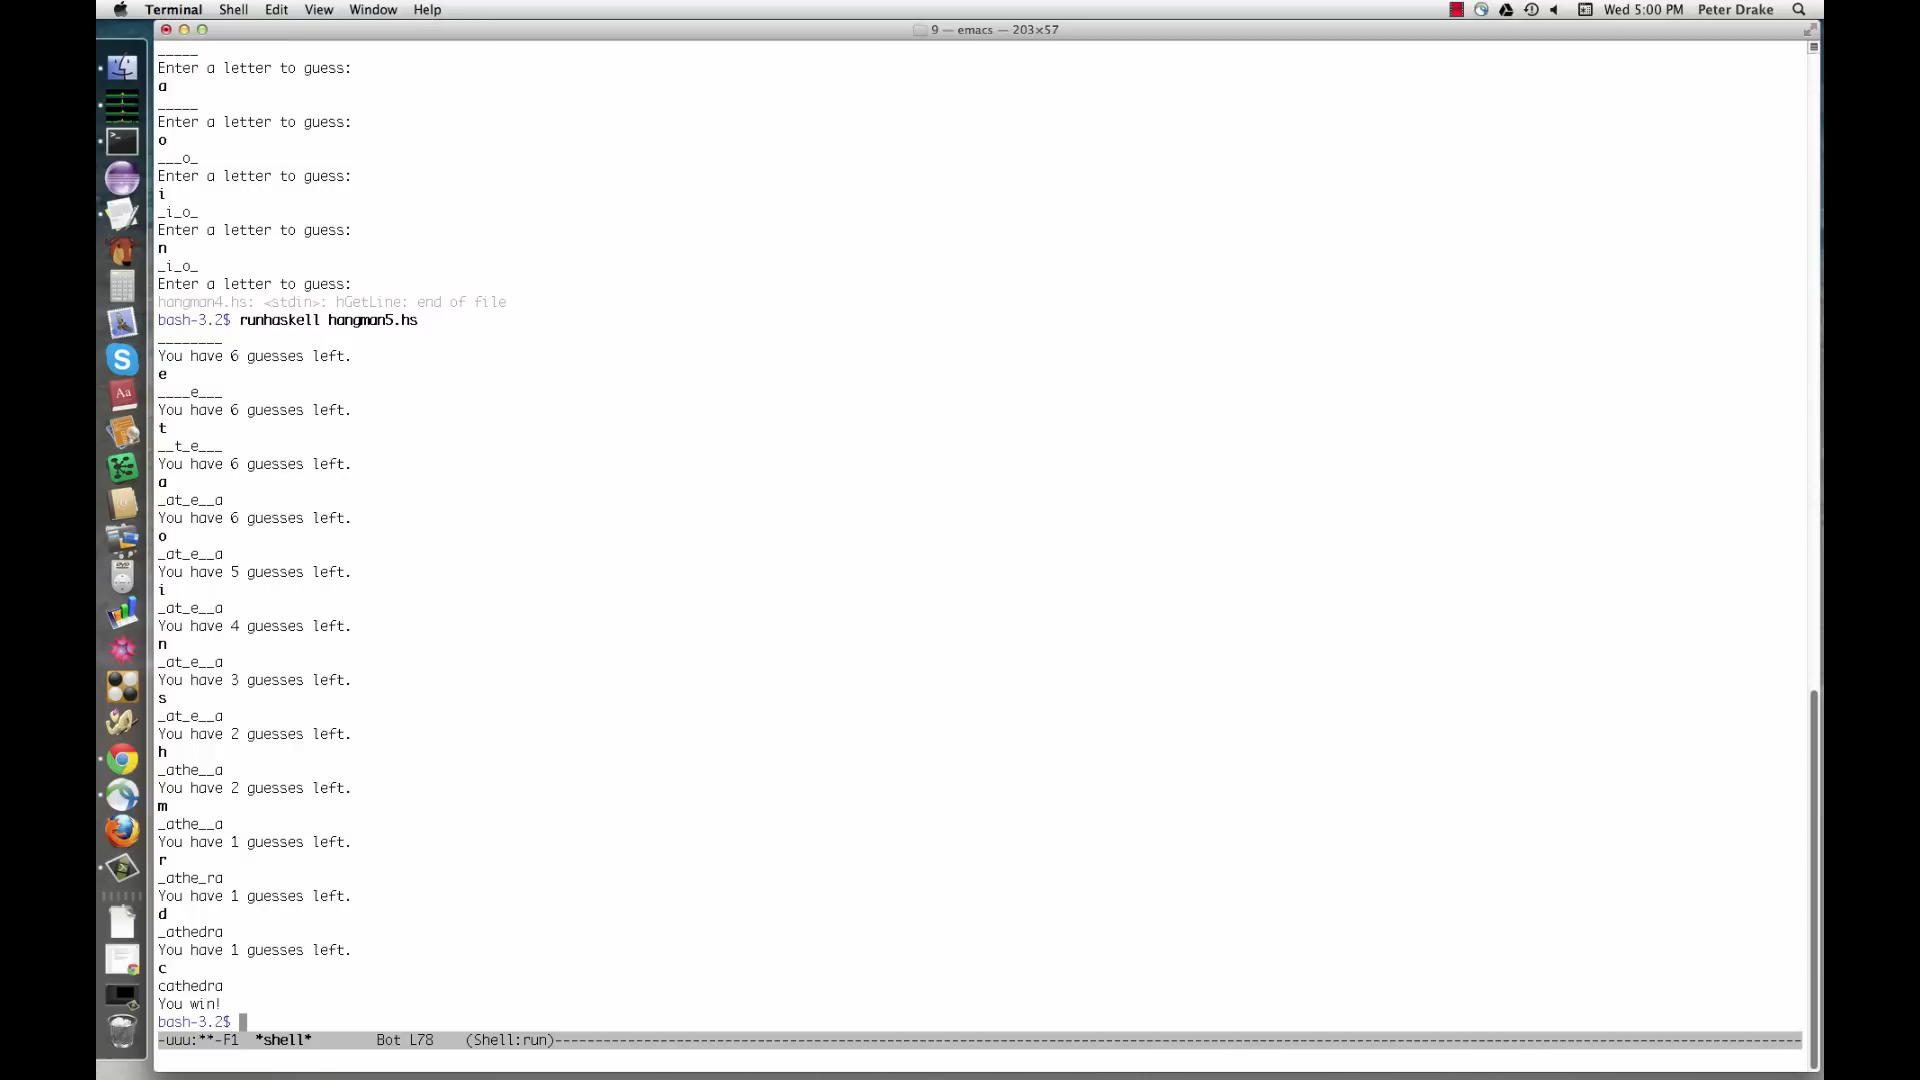 Terminal Shell Edit View Window Help Wed 5:00 PM Peter Drake
9 — emacs — 203×57
_____
Enter a letter to guess:
a
_____
Enter a letter to guess:
o
___o_
Enter a letter to guess:
i
_i_o_
Enter a letter to guess:
n
_i_o_
Enter a letter to guess:
hangman4.hs: <stdin>: hGetLine: end of file
bash-3.2$ runhaskell hangman5.hs
________
You have 6 guesses left.
e
____e___
You have 6 guesses left.
t
__t_e___
You have 6 guesses left.
a
_at_e__a
You have 6 guesses left.
o
_at_e__a
You have 5 guesses left.
i
_at_e__a
You have 4 guesses left.
n
_at_e__a
You have 3 guesses left.
s
_at_e__a
You have 2 guesses left.
h
_athe__a
You have 2 guesses left.
m
_athe__a
You have 1 guesses left.
r
_athe_ra
You have 1 guesses left.
d
_athedra
You have 1 guesses left.
c
cathedra
You win!
bash-3.2$
-uuu:**-F1 *shell* Bot L78 (Shell:run)----------------------------------------------------------------------------------------------------------------------------------------------------------